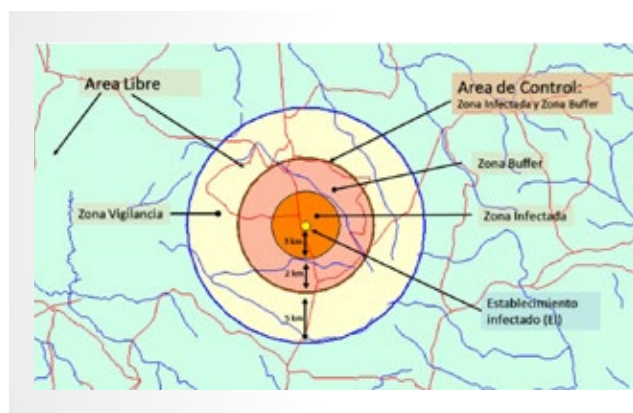 Area Libre
Area de Control:
Zona Infectada y Zona Buffer
Zona Buffer
Zona Vigilancia
Zona Infectada
3 km
2 km
Establecimiento
infectado (EI)
5 km